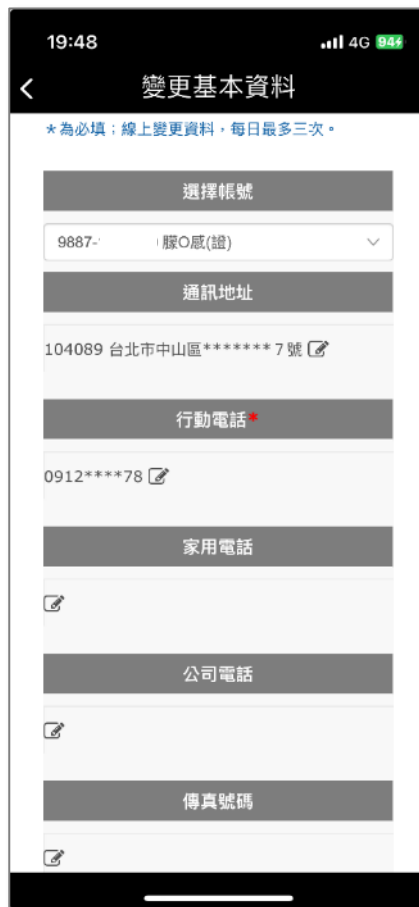 19:48
4G 94
變更基本資料
*為必填；線上變更資料，每日最多三次。
選擇帳號
9887- 朦O感(證)
通訊地址
104089 台北市中山區*******7號
行動電話*
0912****78
家用電話
公司電話
傳真號碼